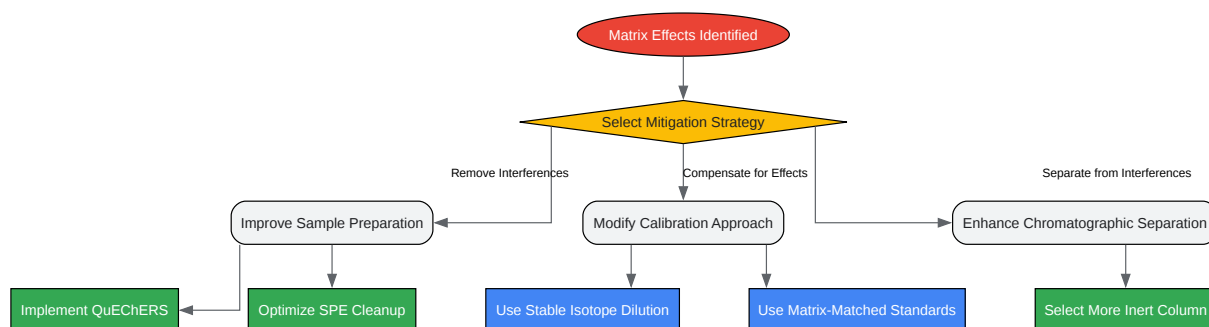 Matrix Effects Identified
Select Mitigation Strategy
Remove Interferences
Compensate for Effects
Separate from Interferences
Improve Sample Preparation
Modify Calibration Approach
Enhance Chromatographic Separation
Implement QuEChERS
Optimize SPE Cleanup
Use Stable Isotope Dilution
Use Matrix-Matched Standards
Select More Inert Column